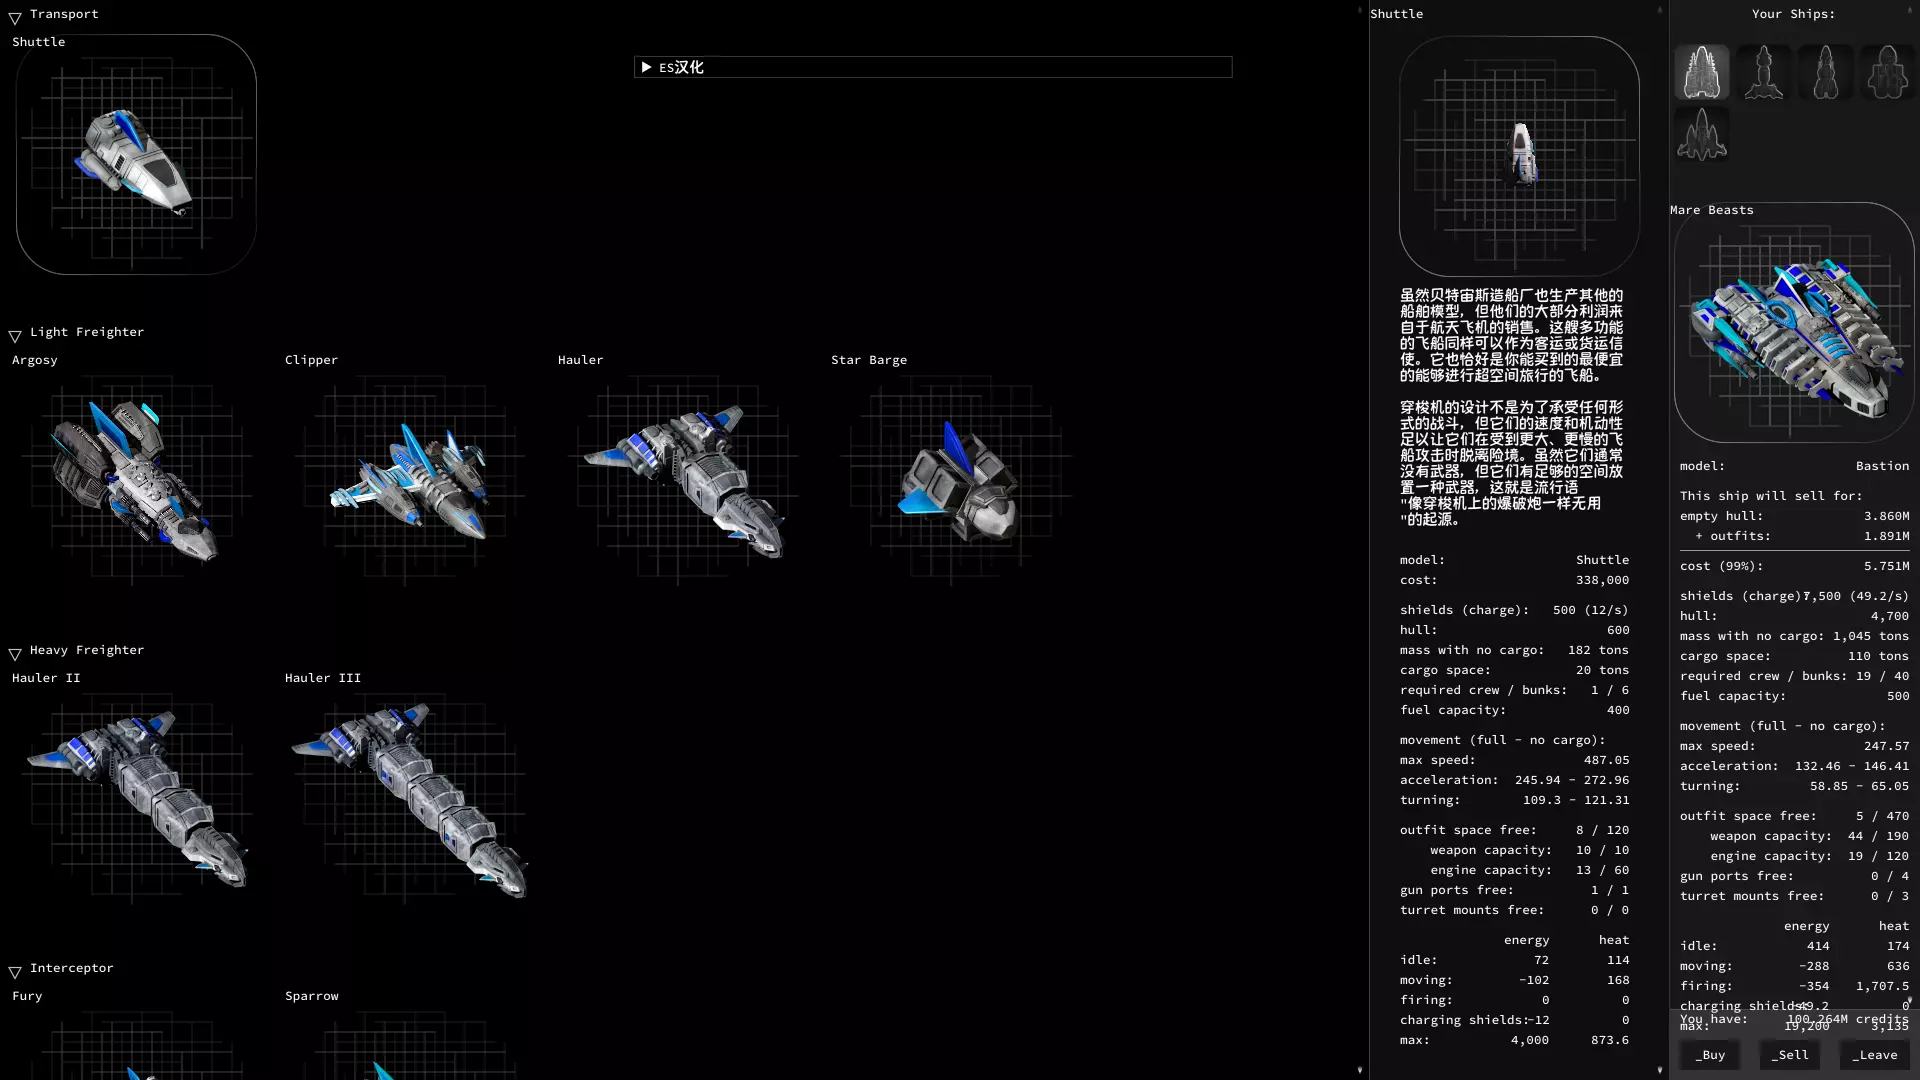 Transport
Shuttle
ES汉化
Light Freighter
Argosy
Clipper
Hauler
Star Barge
Heavy Freighter
Hauler II
Hauler III
Interceptor
Fury
Sparrow
Shuttle
虽然贝特宙斯造船厂也生产其他的
船舶模型，但他们的大部分利润来
自于航天飞机的销售。这艘多功能
的飞船同样可以作为客运或货运信
使。它也恰好是你能买到的最便宜
的能够进行超空间旅行的飞船。
穿梭机的设计不是为了承受任何形
式的战斗，但它们的速度和机动性
足以让它们在受到更大、更慢的飞
船攻击时脱离险境。虽然它们通常
没有武器，但它们有足够的空间放
置一种武器，这就是流行语
"像穿梭机上的爆破炮一样无用
"的起源。
model: Shuttle
cost: 338,000
shields (charge): 500 (12/s)
hull: 600
mass with no cargo: 182 tons
cargo space: 20 tons
required crew / bunks: 1 / 6
fuel capacity: 400
movement (full - no cargo):
max speed: 487.05
acceleration: 245.94 - 272.96
turning: 109.3 - 121.31
outfit space free: 8 / 120
weapon capacity: 10 / 10
engine capacity: 13 / 60
gun ports free: 1 / 1
turret mounts free: 0 / 0
energy heat
idle: 72 114
moving: -102 168
firing: 0 0
charging shields: -12 0
max: 4,000 873.6
Your Ships:
Mare Beasts
model: Bastion
This ship will sell for:
empty hull: 3.860M
+ outfits: 1.891M
cost (99%): 5.751M
shields (charge): 7,500 (49.2/s)
hull: 4,700
mass with no cargo: 1,045 tons
cargo space: 110 tons
required crew / bunks: 19 / 40
fuel capacity: 500
movement (full - no cargo):
max speed: 247.57
acceleration: 132.46 - 146.41
turning: 58.85 - 65.05
outfit space free: 5 / 470
weapon capacity: 44 / 190
engine capacity: 19 / 120
gun ports free: 0 / 4
turret mounts free: 0 / 3
energy heat
idle: 414 174
moving: -288 636
firing: -354 1,707.5
charging shields: -49.2 0
You have: 100.264M credits
max: 19,200 3,135
_Buy _Sell _Leave